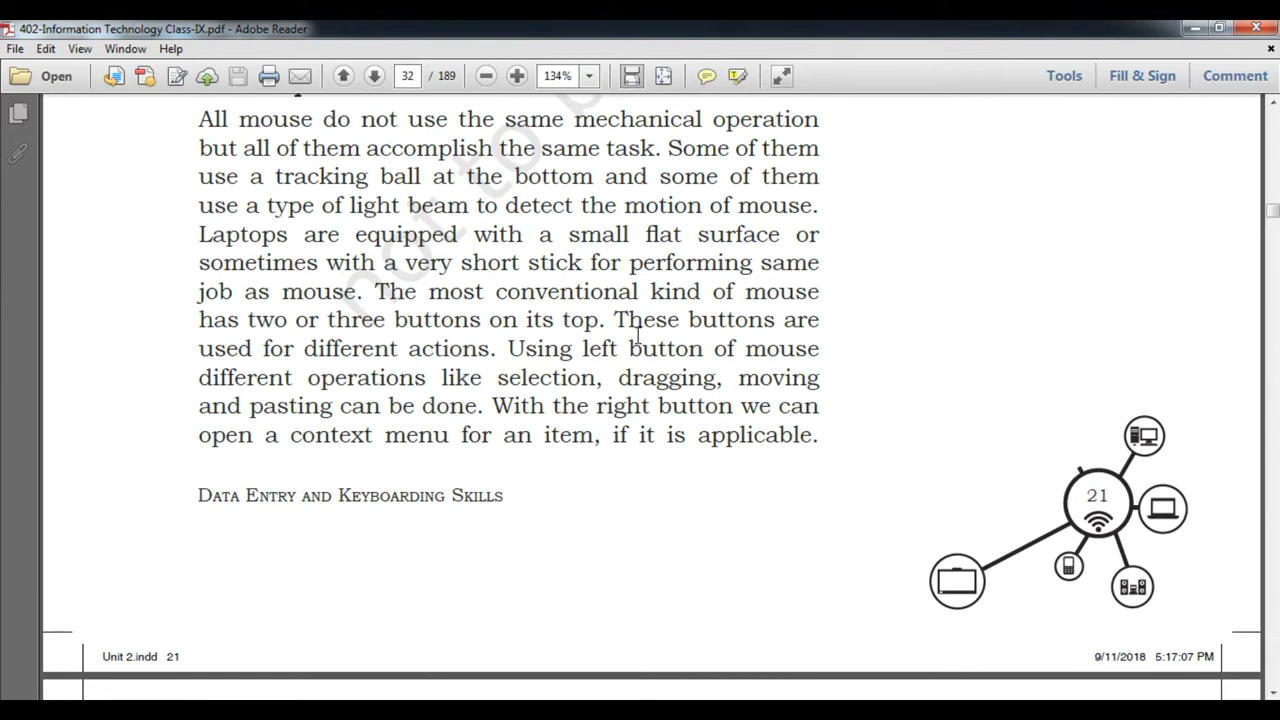 402-Information Technology Class-IX.pdf - Adobe Reader
File Edit View Window Help
Open 32 / 189 134% Tools Fill & Sign Comment
not to b
All mouse do not use the same mechanical operation
but all of them accomplish the same task. Some of them
use a tracking ball at the bottom and some of them
use a type of light beam to detect the motion of mouse.
Laptops are equipped with a small flat surface or
sometimes with a very short stick for performing same
job as mouse. The most conventional kind of mouse
has two or three buttons on its top. These buttons are
used for different actions. Using left button of mouse
different operations like selection, dragging, moving
and pasting can be done. With the right button we can
open a context menu for an item, if it is applicable.
Data Entry and Keyboarding Skills
21
Unit 2.indd 21
9/11/2018 5:17:07 PM